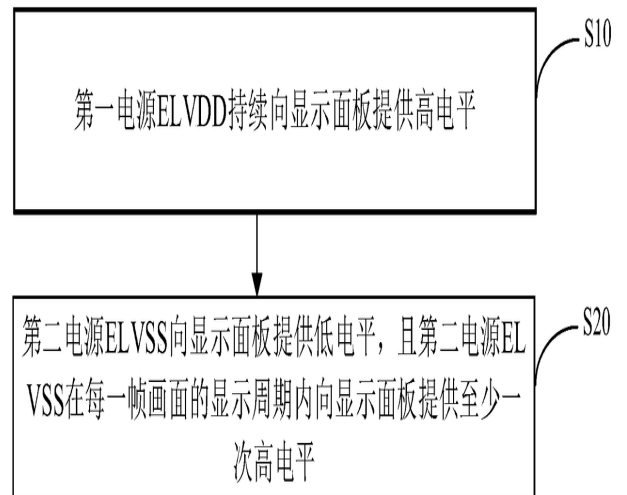 S10
第一电源ELVDD持续向显示面板提供高电平
S20
第二电源ELVSS向显示面板提供低电平，且第二电源EL
VSS在每一帧画面的显示周期内向显示面板提供至少一
次高电平